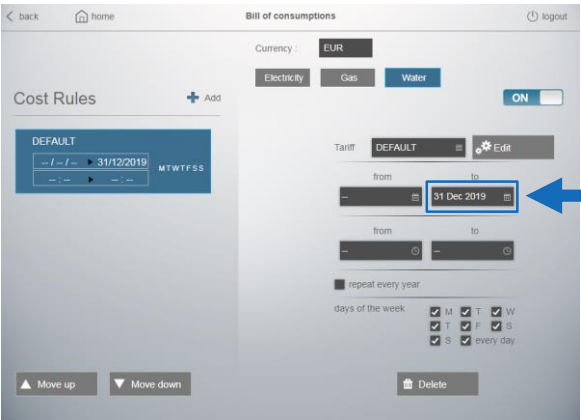 back
home
Bill of consumptions
logout
Currency :
EUR
Electricity
Gas
Water
Cost Rules
Add
ON
DEFAULT
-- / -- / -- 31/12/2019
-- : -- -- : --
MTWTFSS
Tariff
DEFAULT
Edit
from
to
--
31 Dec 2019
from
to
--
--
repeat every year
days of the week
M T W
T F S
S every day
Move up
Move down
Delete